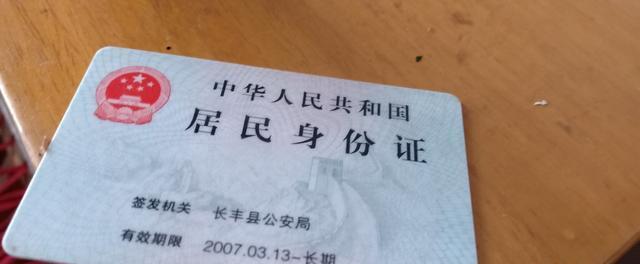 中华人民共和国
居民身份证
签发机关 长丰县公安局
有效期限 2007.03.13-长期